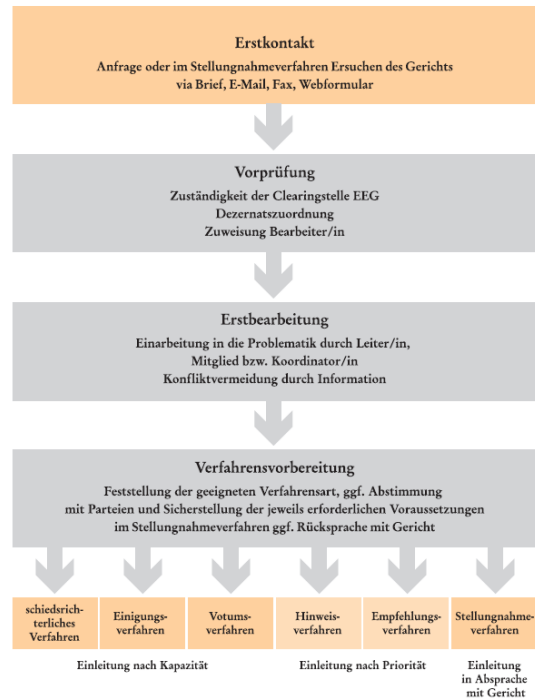 Erstkontakt
Anfrage oder im Stellungnahmeverfahren Ersuchen des Gerichts
via Brief, E-Mail, Fax, Webformular
Vorprüfung
Zuständigkeit der Clearingstelle EEG
Dezernatszuordnung
Zuweisung Bearbeiter/in
Erstbearbeitung
Einarbeitung in die Problematik durch Leiter/in,
Mitglied bzw. Koordinator/in
Konfliktvermeidung durch Information
Verfahrensvorbereitung
Feststellung der geeigneten Verfahrensart, ggf. Abstimmung
mit Parteien und Sicherstellung der jeweils erforderlichen Voraussetzungen
im Stellungnahmeverfahren ggf. Rücksprache mit Gericht
schiedsrich-
terliches
Verfahren
Einigungs-
verfahren
Votums-
verfahren
Hinweis-
verfahren
Empfehlungs-
verfahren
Stellungnahme-
verfahren
Einleitung nach Kapazität
Einleitung nach Priorität
Einleitung
in Absprache
mit Gericht